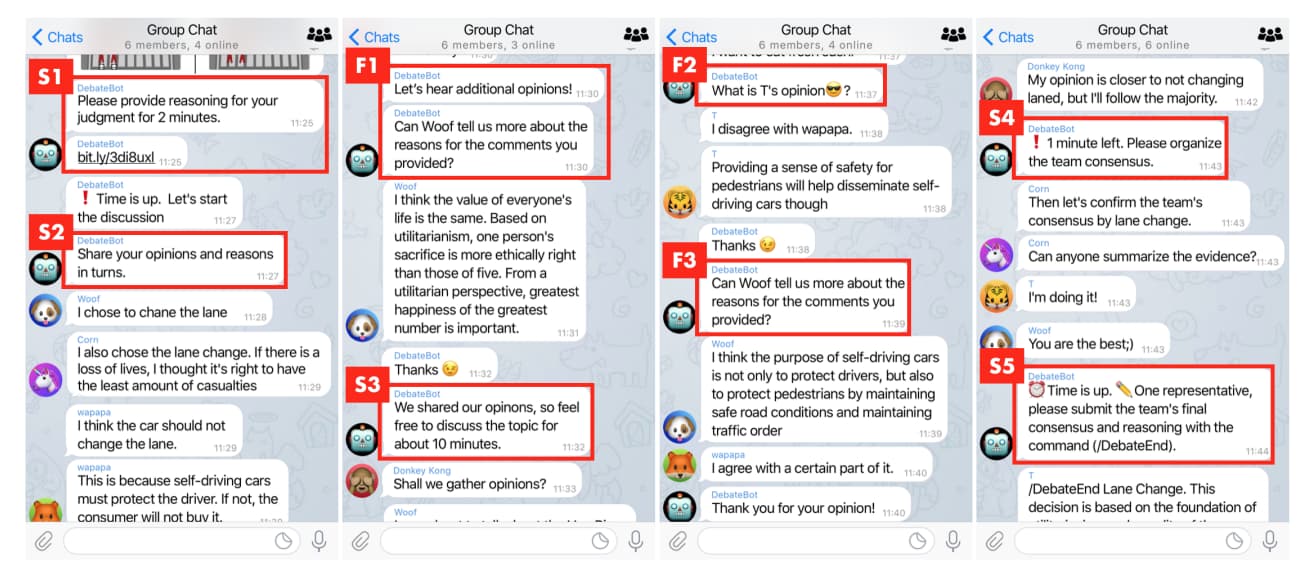 Chats
Group Chat
6 members, 4 online
S1
DebateBot
Please provide reasoning for your
judgment for 2 minutes.
11:25
DebateBot
bit.ly/3di8uxl 11:25
❗ Time is up. Let's start
the discussion
11:27
S2
DebateBot
Share your opinions and reasons
in turns.
11:27
Woof
I chose to chane the lane
11:28
Corn
I also chose the lane change. If there is a
loss of lives, I thought it's right to have
the least amount of casualties
11:29
wapapa
I think the car should not
change the lane.
11:29
wapapa
This is because self-driving cars
must protect the driver. If not, the
consumer will not buy it.
Chats
Group Chat
6 members, 3 online
11:30
F1
DebateBot
Let's hear additional opinions! 11:30
DebateBot
Can Woof tell us more about the
reasons for the comments you
provided?
11:30
Woof
I think the value of everyone's
life is the same. Based on
utilitarianism, one person's
sacrifice is more ethically right
than those of five. From a
utilitarian perspective, greatest
happiness of the greatest
number is important.
11:31
DebateBot
Thanks 😉 11:32
S3
DebateBot
We shared our opinons, so feel
free to discuss the topic for
about 10 minutes.
11:32
Donkey Kong
Shall we gather opinions? 11:33
Woof
Chats
Group Chat
6 members, 4 online
11:37
F2
DebateBot
What is T's opinion😎? 11:37
T
I disagree with wapapa. 11:38
T
Providing a sense of safety for
pedestrians will help disseminate self-
driving cars though
11:38
DebateBot
Thanks 😉 11:38
F3
DebateBot
Can Woof tell us more about the
reasons for the comments you
provided?
11:39
Woof
I think the purpose of self-driving cars
is not only to protect drivers, but also
to protect pedestrians by maintaining
safe road conditions and maintaining
traffic order
11:39
wapapa
I agree with a certain part of it. 11:40
DebateBot
Thank you for your opinion! 11:40
Chats
Group Chat
6 members, 6 online
Donkey Kong
My opinion is closer to not changing
laned, but I'll follow the majority.
11:42
S4
DebateBot
❗ 1 minute left. Please organize
the team consensus.
11:43
Corn
Then let's confirm the team's
consensus by lane change.
11:43
Corn
Can anyone summarize the evidence? 11:43
T
I'm doing it! 11:43
Woof
You are the best;) 11:43
S5
DebateBot
⏰Time is up. ✏️One representative,
please submit the team's final
consensus and reasoning with the
command (/DebateEnd).
11:44
T
/DebateEnd Lane Change. This
decision is based on the foundation of